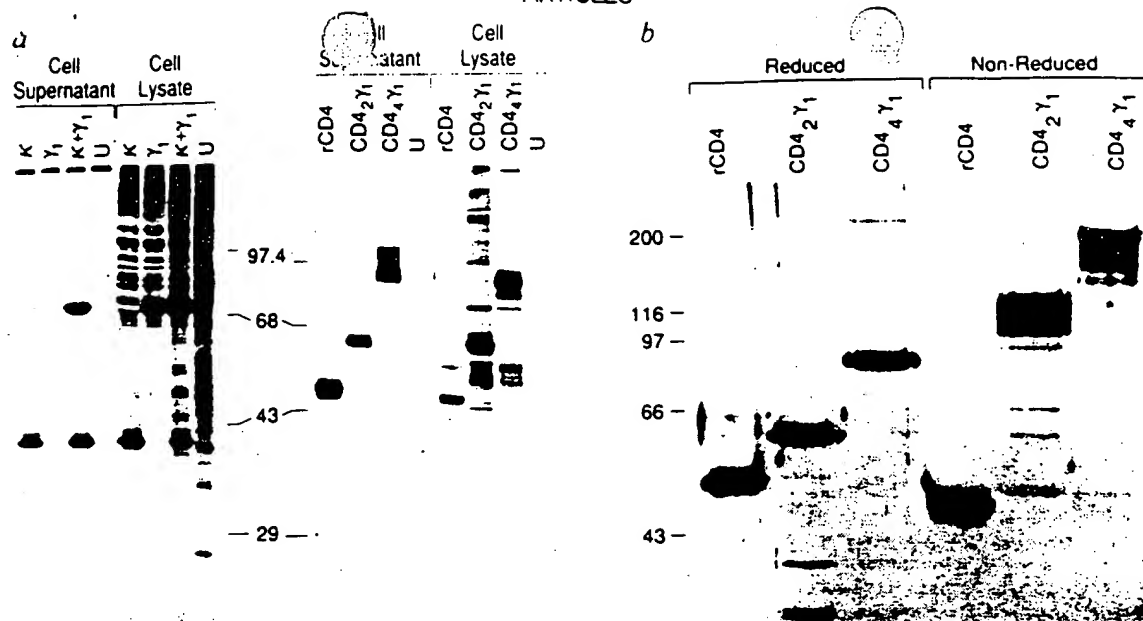 a
Cell Supernatant
Cell Lysate
κ
γ1
κ+γ1
U
κ
γ1
κ+γ1
U
Supernatant
Cell Lysate
rCD4
CD4₂γ₁
CD4₄γ₁
U
rCD4
CD4₂γ₁
CD4₄γ₁
U
97.4
68
43
29
b
Reduced
Non-Reduced
rCD4
CD4₂γ₁
CD4₄γ₁
rCD4
CD4₂γ₁
CD4₄γ₁
200
116
97
66
43